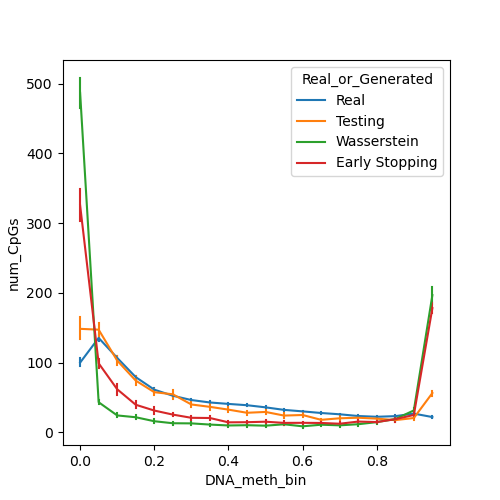 Real_or_Generated
Real
Testing
Wasserstein
Early Stopping
500
400
300
200
100
0
num_CpGs
0.0 0.2 0.4 0.6 0.8
DNA_meth_bin